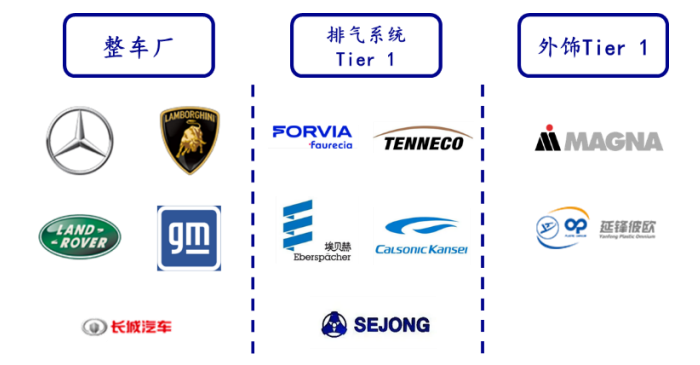 整车厂
排气系统
Tier 1
外饰Tier 1
LAMBORGHINI
FORVIA
faurecia
TENNECO
MAGNA
LAND
ROVER
gm
埃贝赫
Eberspächer
CalsonicKansei
延锋彼欧
Yanfeng Plastic Omnium
长城汽车
SEJONG